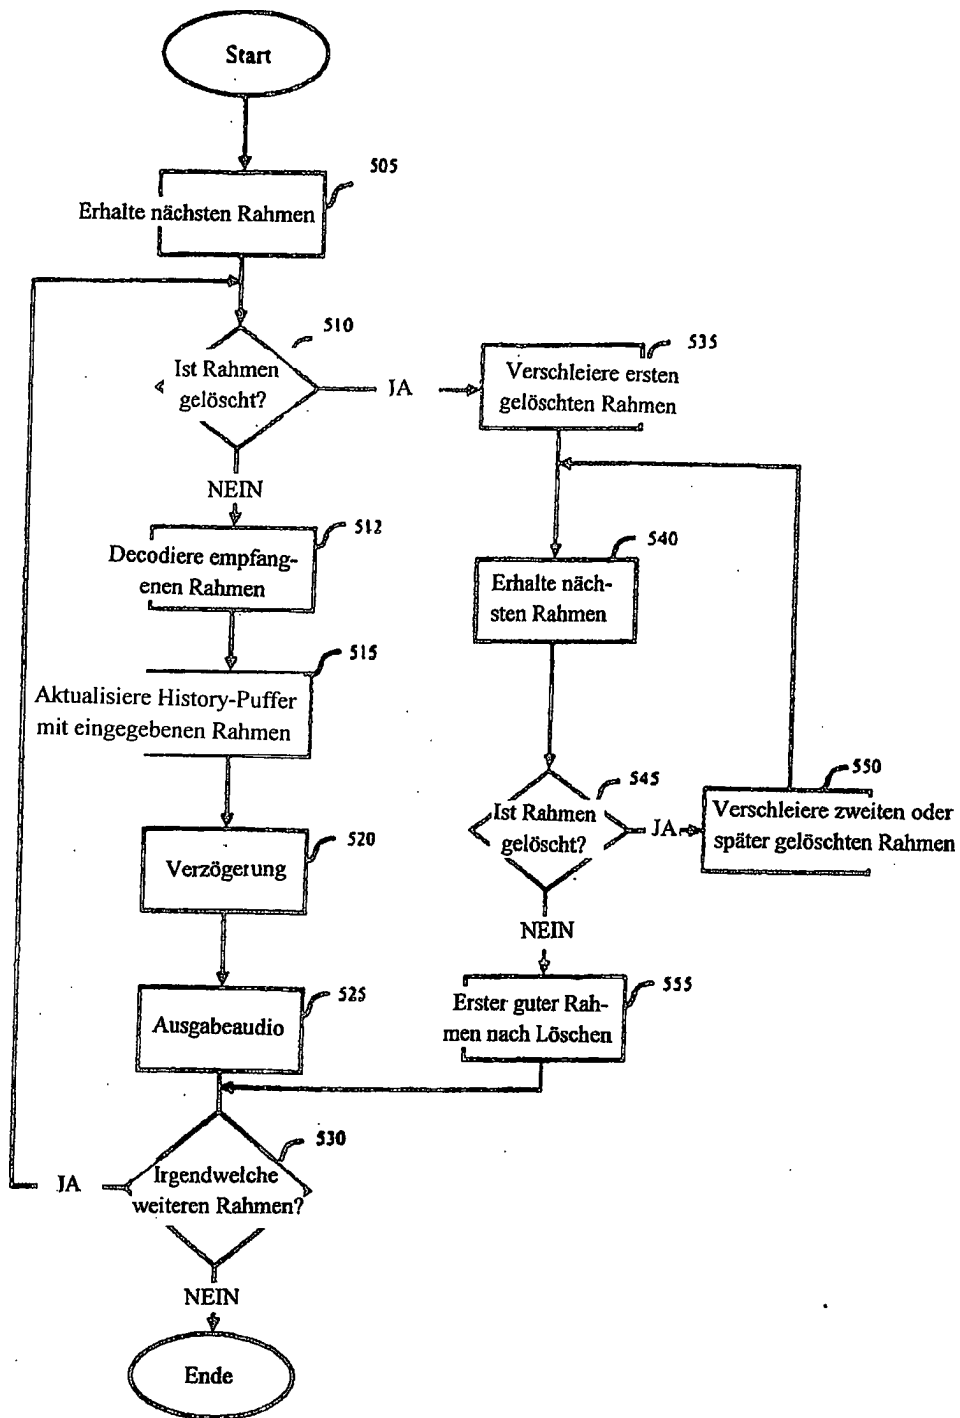 Start
505
Erhalte nächsten Rahmen
510
Ist Rahmen
gelöscht?
JA
NEIN
535
Verschleiere ersten
gelöschten Rahmen
512
Decodiere empfang-
enen Rahmen
540
Erhalte näch-
sten Rahmen
515
Aktualisiere History-Puffer
mit eingegebenen Rahmen
545
Ist Rahmen
gelöscht?
JA
NEIN
550
Verschleiere zweiten oder
später gelöschten Rahmen
520
Verzögerung
555
Erster guter Rah-
men nach Löschen
525
Ausgabeaudio
530
Irgendwelche
weiteren Rahmen?
JA
NEIN
Ende